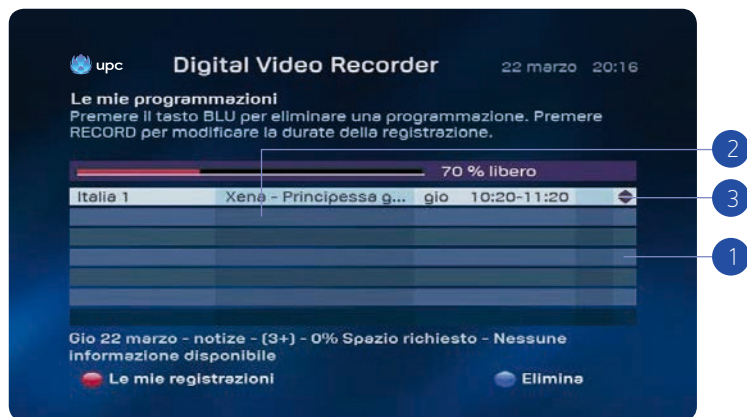 upc Digital Video Recorder 22 marzo 20:16
Le mie programmazioni
Premere il tasto BLU per eliminare una programmazione. Premere
RECORD per modificare la durate della registrazione.
2
70 % libero
Italia 1 Xena - Principessa g... gio 10:20-11:20
3
1
Gio 22 marzo - notize - (3+) - 0% Spazio richiesto - Nessune
informazione disponibile
Le mie registrazioni Elimina